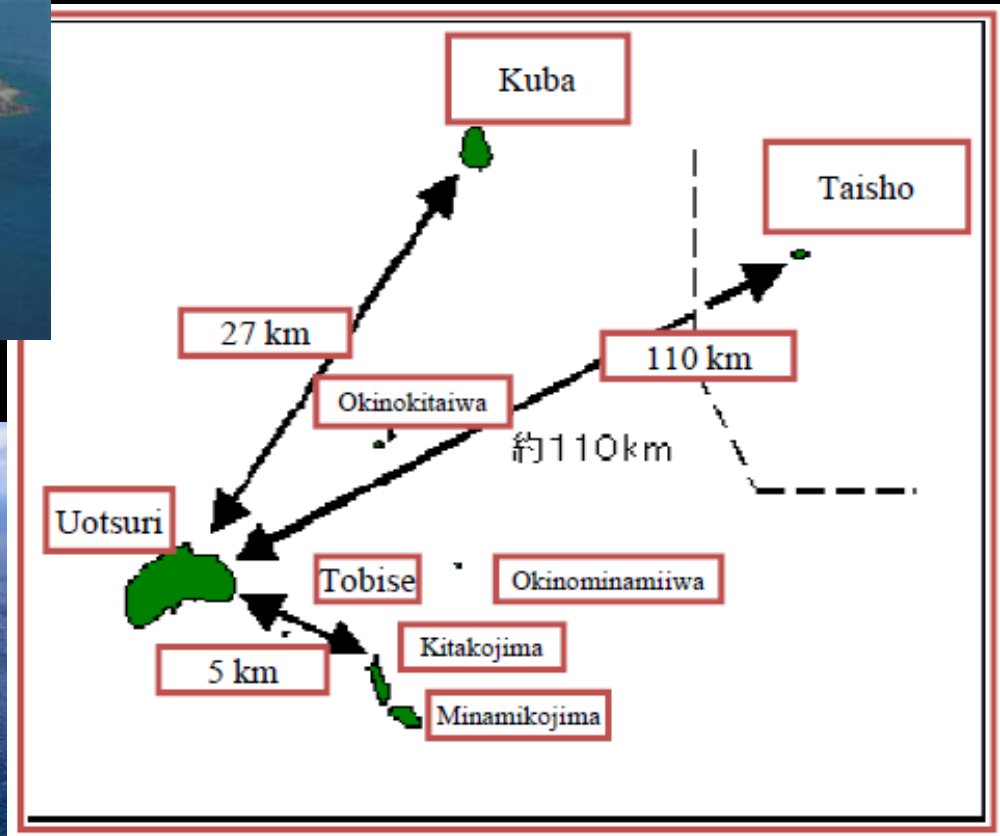 Kuba
Taisho
27 km
110 km
Okinokitaiwa
約110km
Uotsuri
Tobise
Okinominamiiwa
Kitakojima
5 km
Minamikojima